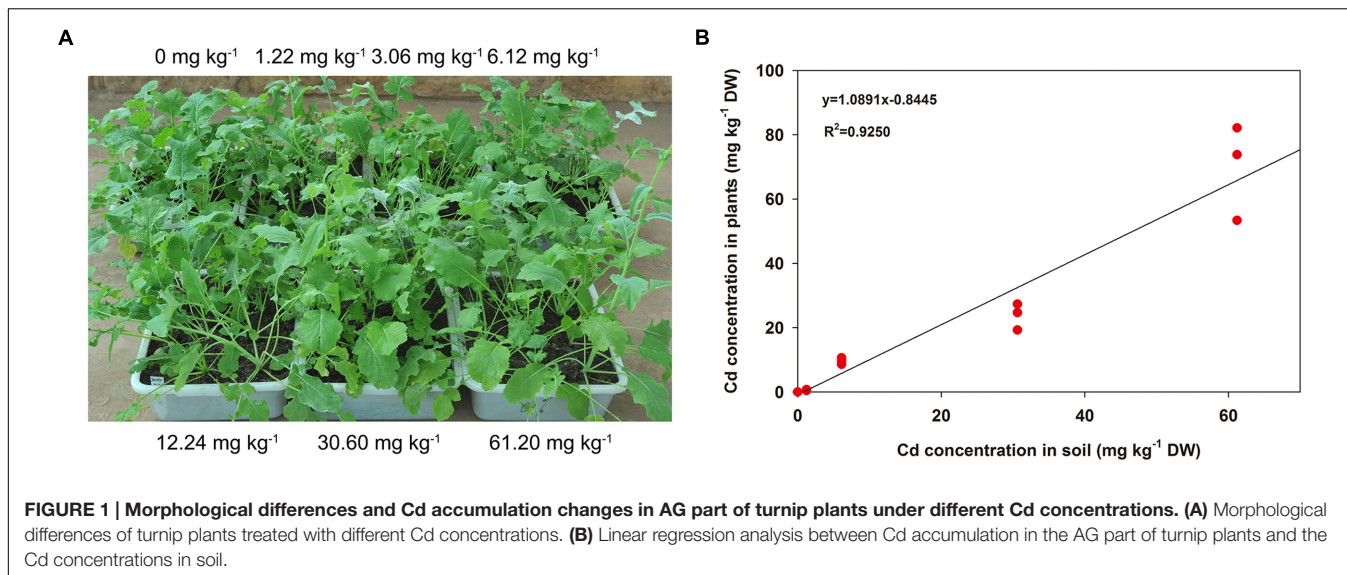 A
0 mg kg⁻¹ 1.22 mg kg⁻¹ 3.06 mg kg⁻¹ 6.12 mg kg⁻¹
12.24 mg kg⁻¹ 30.60 mg kg⁻¹ 61.20 mg kg⁻¹
B
y=1.0891x-0.8445
R²=0.9250
Cd concentration in plants (mg kg⁻¹ DW)
100
80
60
40
20
0
0 20 40 60
Cd concentration in soil (mg kg⁻¹ DW)
FIGURE 1 | Morphological differences and Cd accumulation changes in AG part of turnip plants under different Cd concentrations. (A) Morphological
differences of turnip plants treated with different Cd concentrations. (B) Linear regression analysis between Cd accumulation in the AG part of turnip plants and the
Cd concentrations in soil.